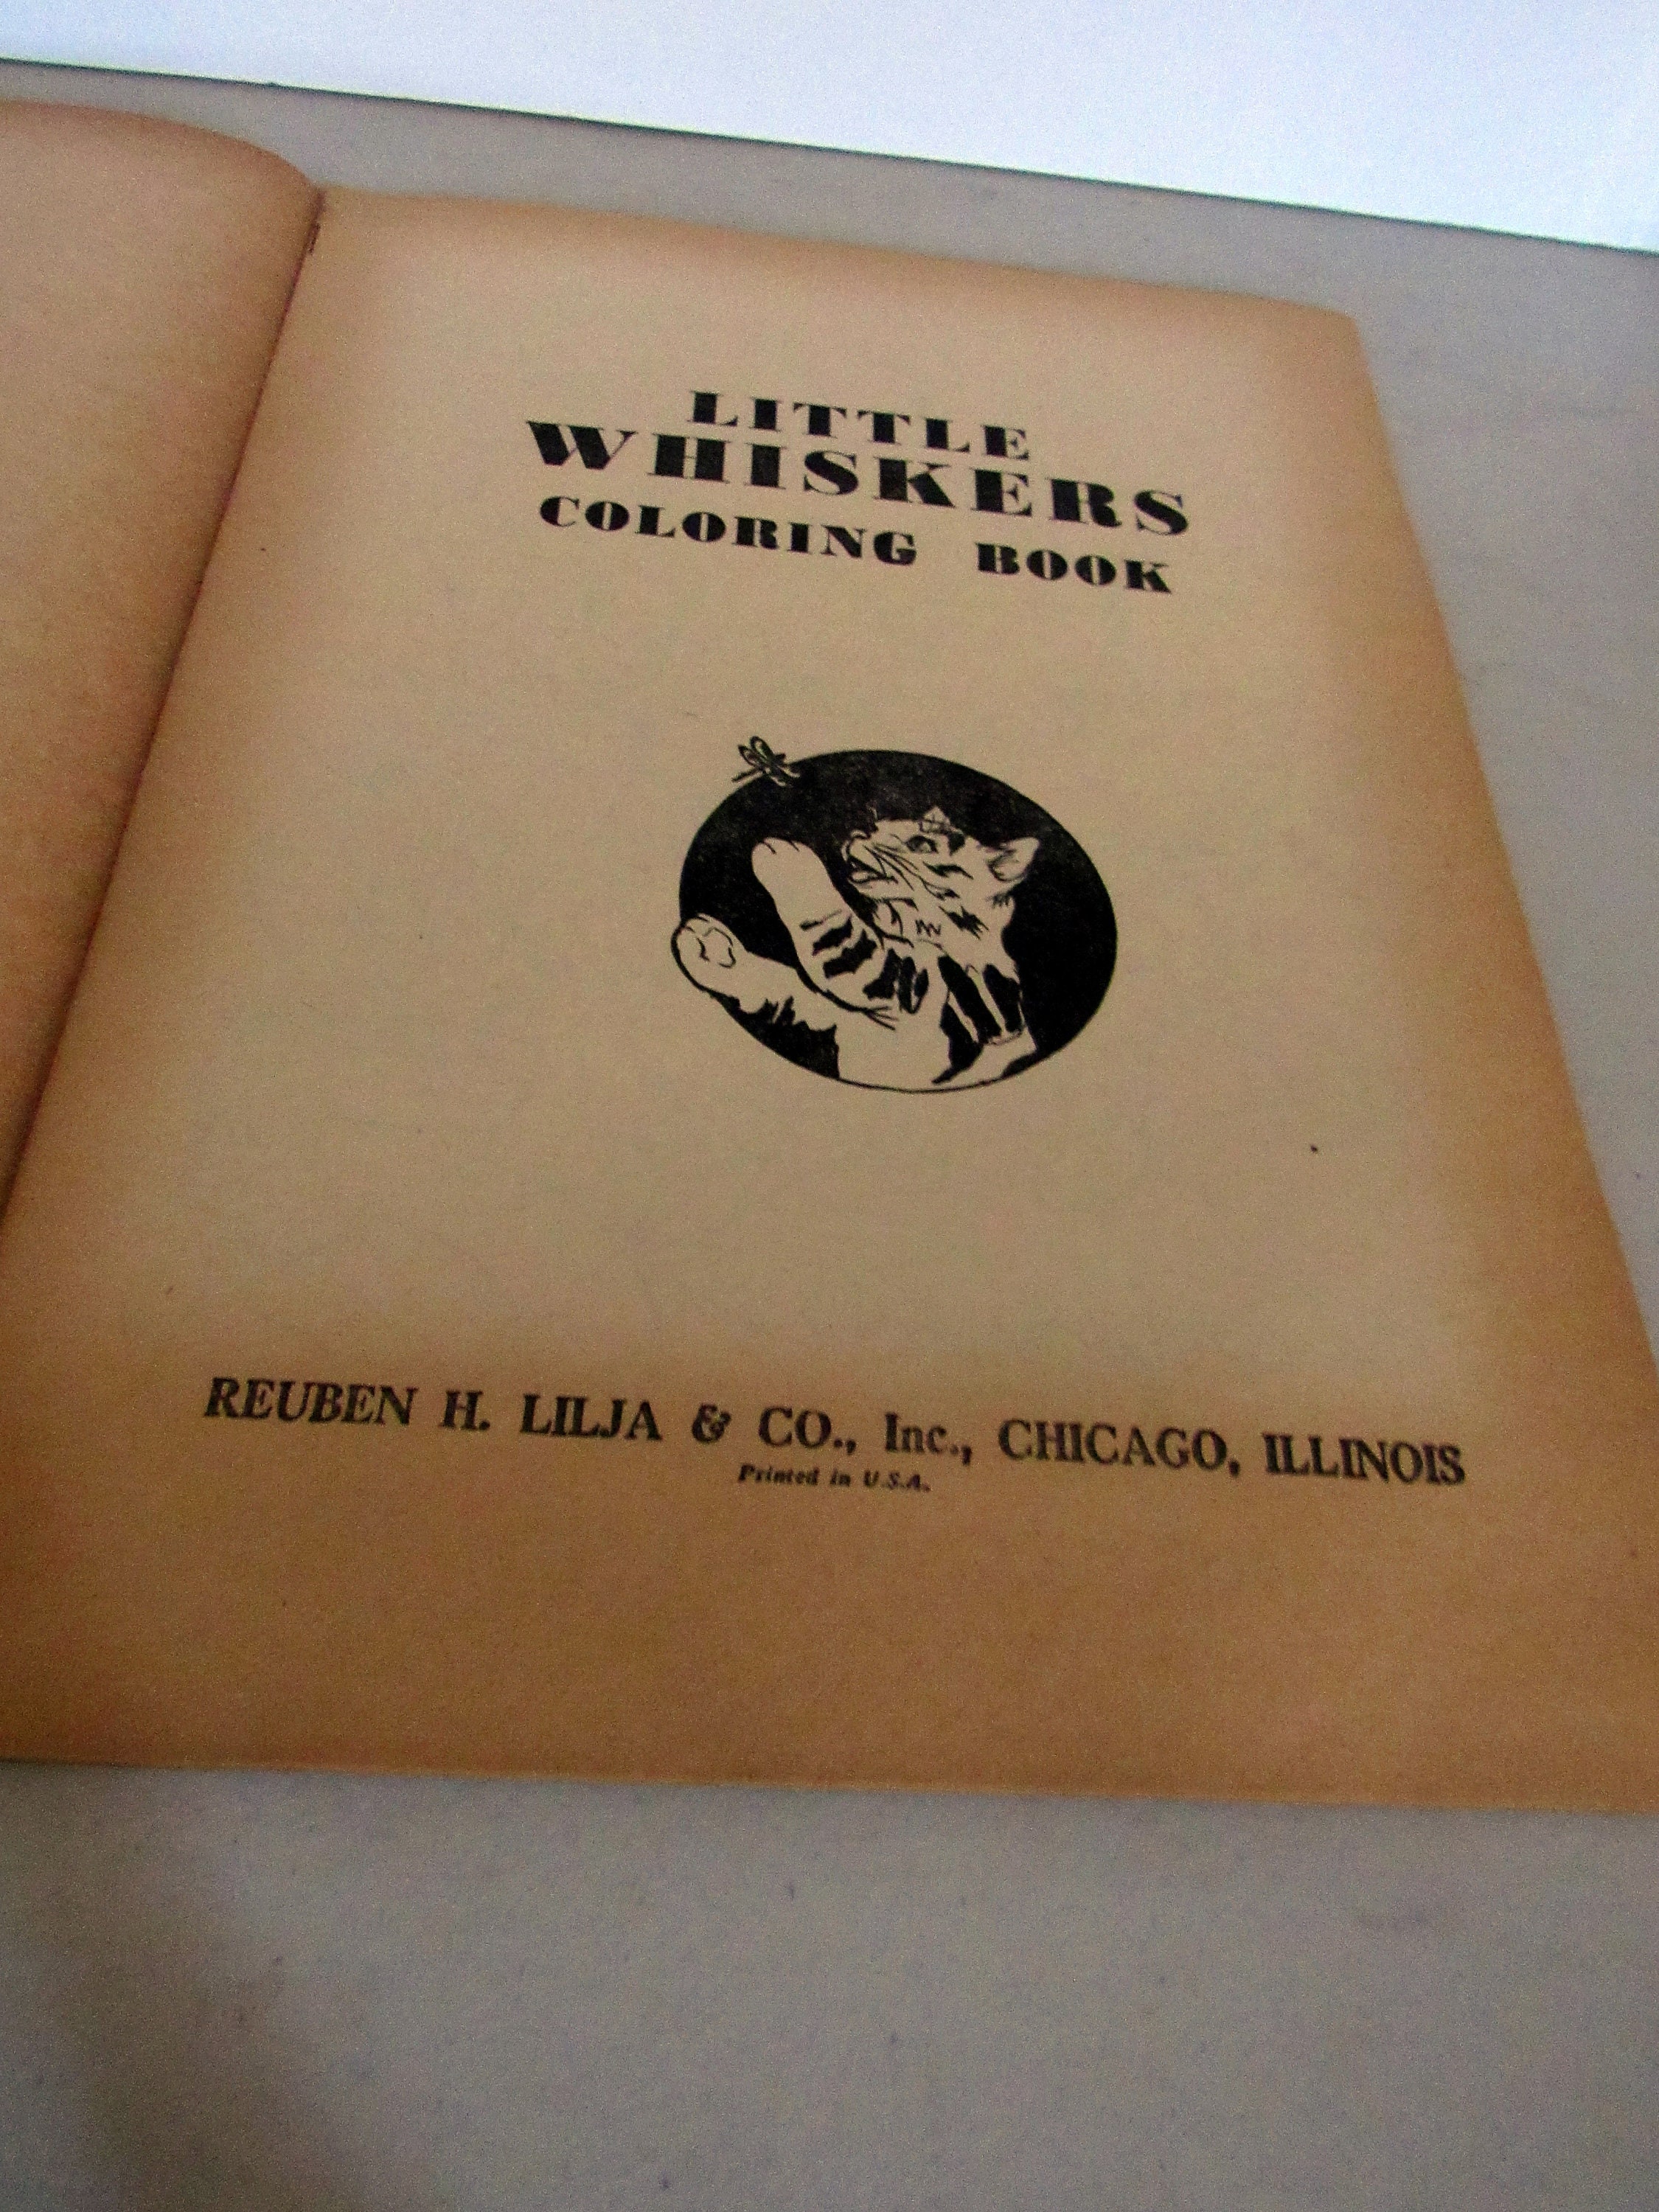 LITTLE
WHISKERS
COLORING BOOK
REUBEN H. LILJA & CO., Inc., CHICAGO, ILLINOIS
Printed in U.S.A.